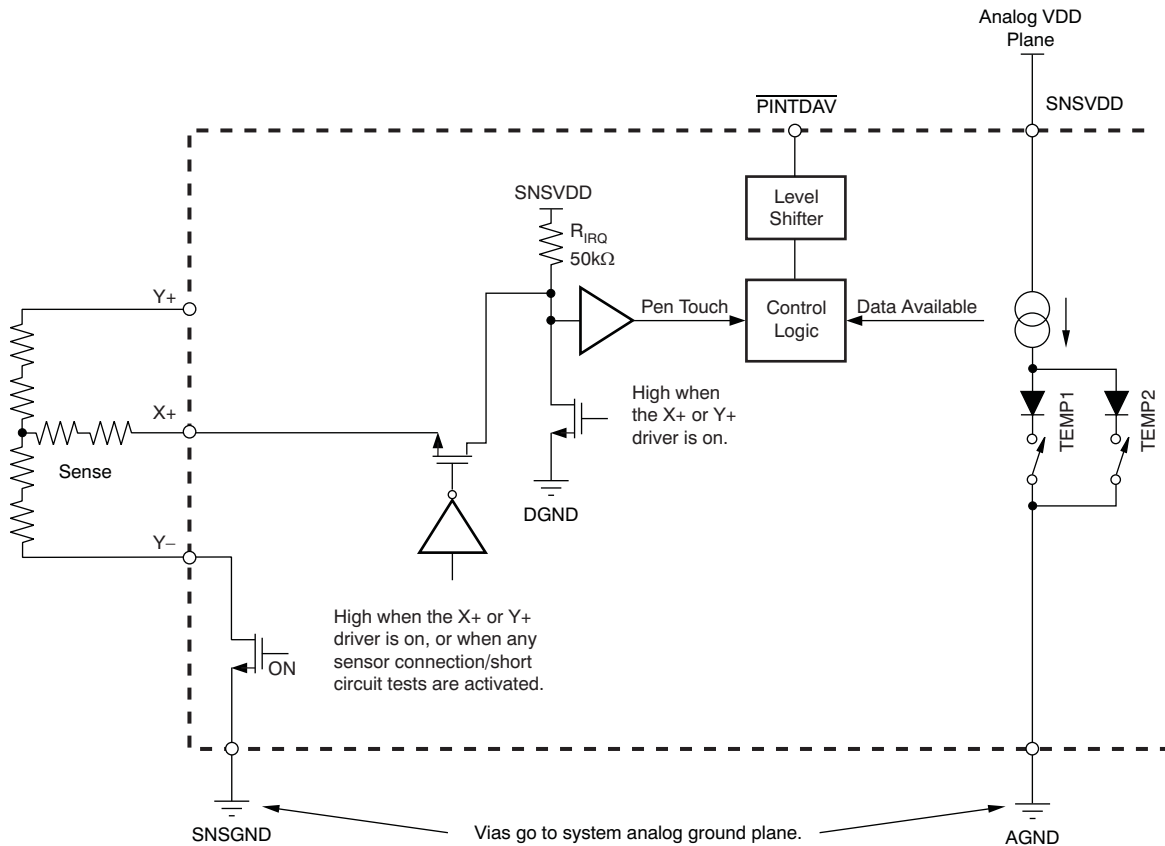 Analog VDD
Plane
SNSVDD
PINTDAV
Level
Shifter
SNSVDD
RIRQ
50kΩ
Y+
Pen Touch
Control
Logic
Data Available
High when
the X+ or Y+
driver is on.
TEMP1
TEMP2
X+
Sense
DGND
Y–
High when the X+ or Y+
driver is on, or when any
sensor connection/short
circuit tests are activated.
ON
SNSGND
Vias go to system analog ground plane.
AGND